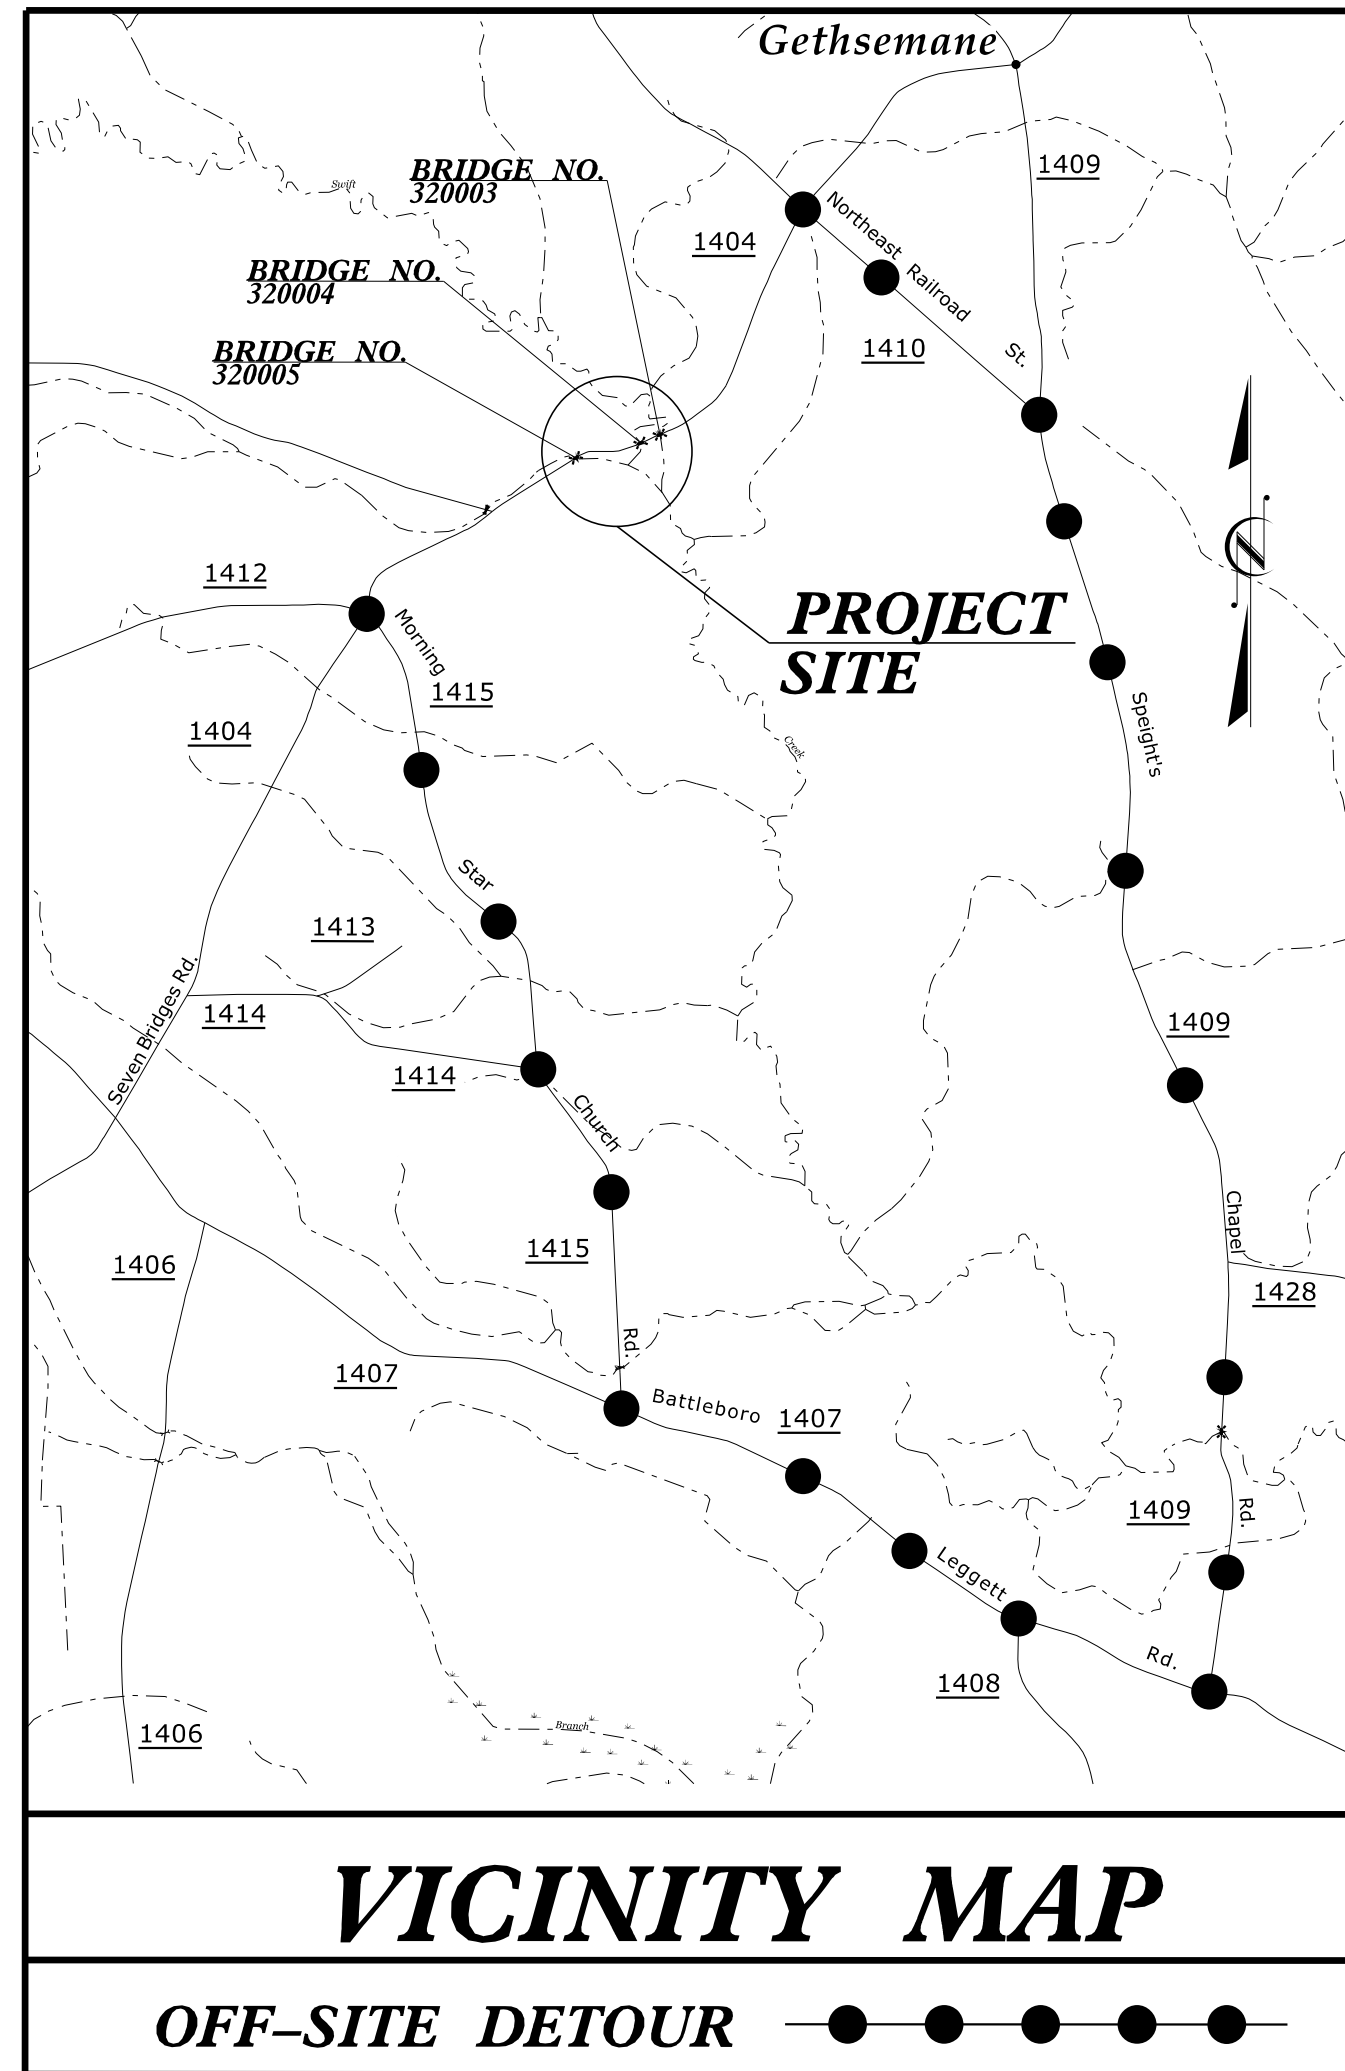 Gethsemane
1409
BRIDGE NO.
320003
Swift
Northeast
Railroad
St.
1404
BRIDGE NO.
320004
1410
BRIDGE NO.
320005
N
1412
PROJECT
SITE
Morning
1415
1404
Creek
Speight's
Star
1413
Seven Bridges Rd.
1414
1409
1414
Church
Chapel
1415
1406
1428
Rd.
1407
Battleboro
1407
1409
Rd.
Leggett
Rd.
1408
Branch
1406
VICINITY MAP
OFF–SITE DETOUR